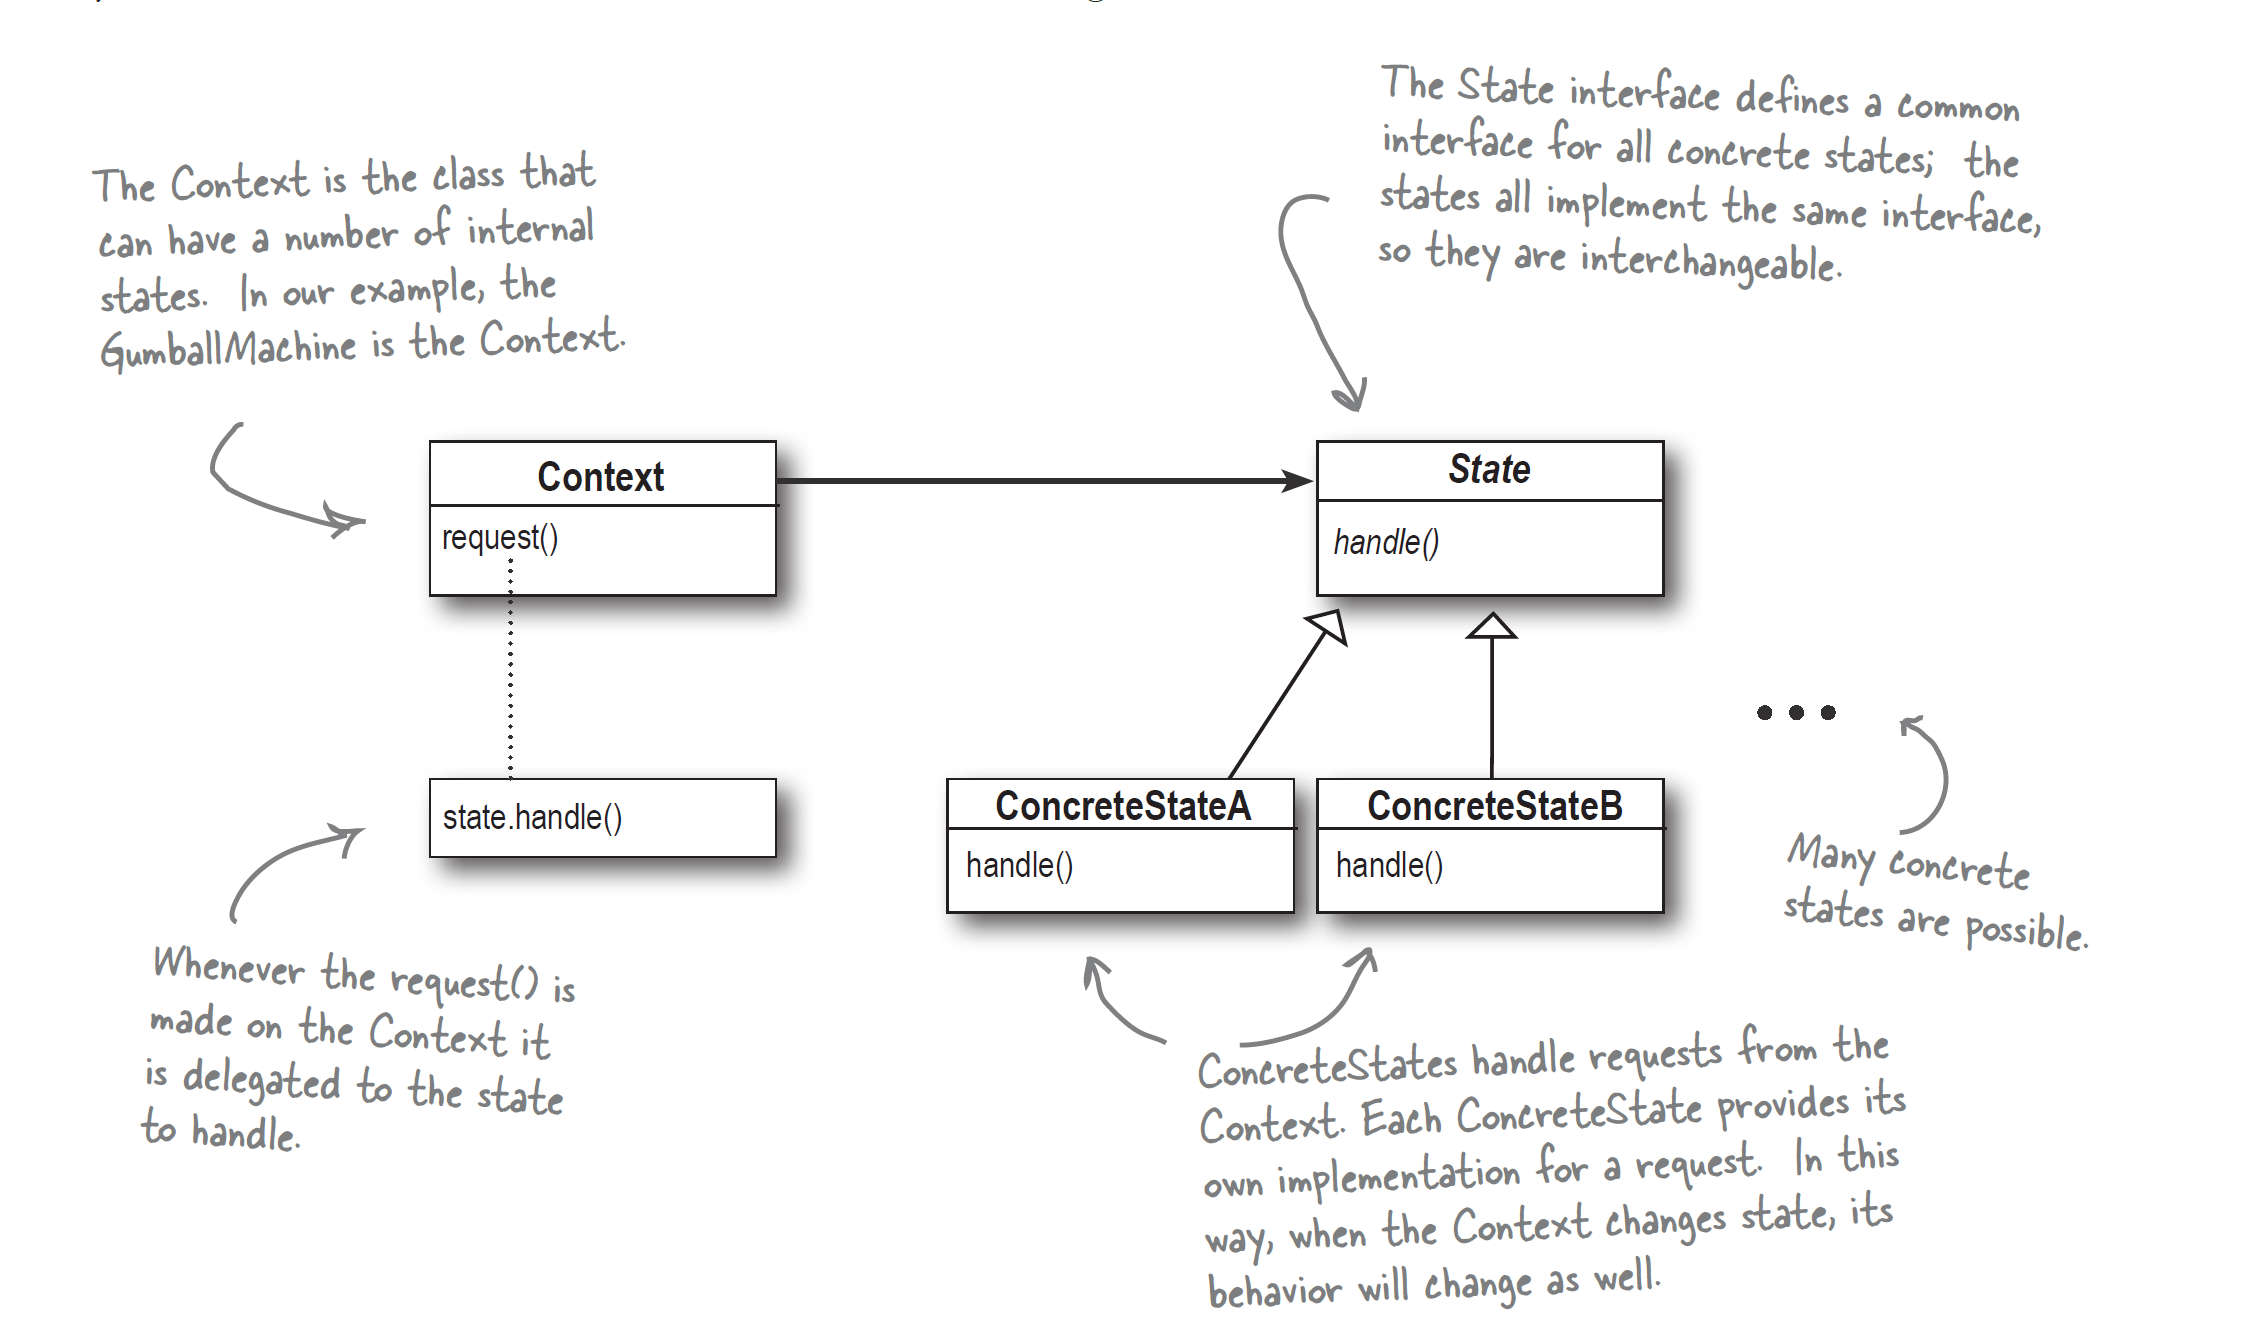 The Context is the class that
can have a number of internal
states. In our example, the
GumballMachine is the Context.
The State interface defines a common
interface for all concrete states; the
states all implement the same interface,
so they are interchangeable.
Context
request()
State
handle()
state.handle()
ConcreteStateA
handle()
ConcreteStateB
handle()
Many concrete
states are possible.
Whenever the request() is
made on the Context it
is delegated to the state
to handle.
ConcreteStates handle requests from the
Context. Each ConcreteState provides its
own implementation for a request. In this
way, when the Context changes state, its
behavior will change as well.